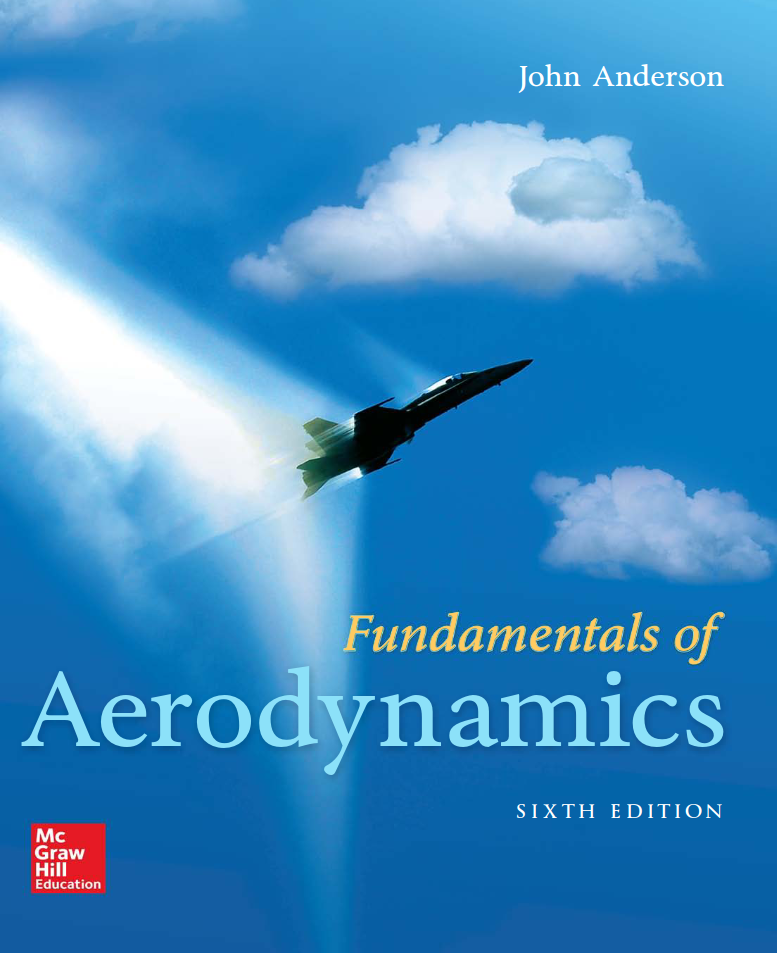 John Anderson
Fundamentals of
Aerodynamics
SIXTH EDITION
Mc
Graw
Hill
Education